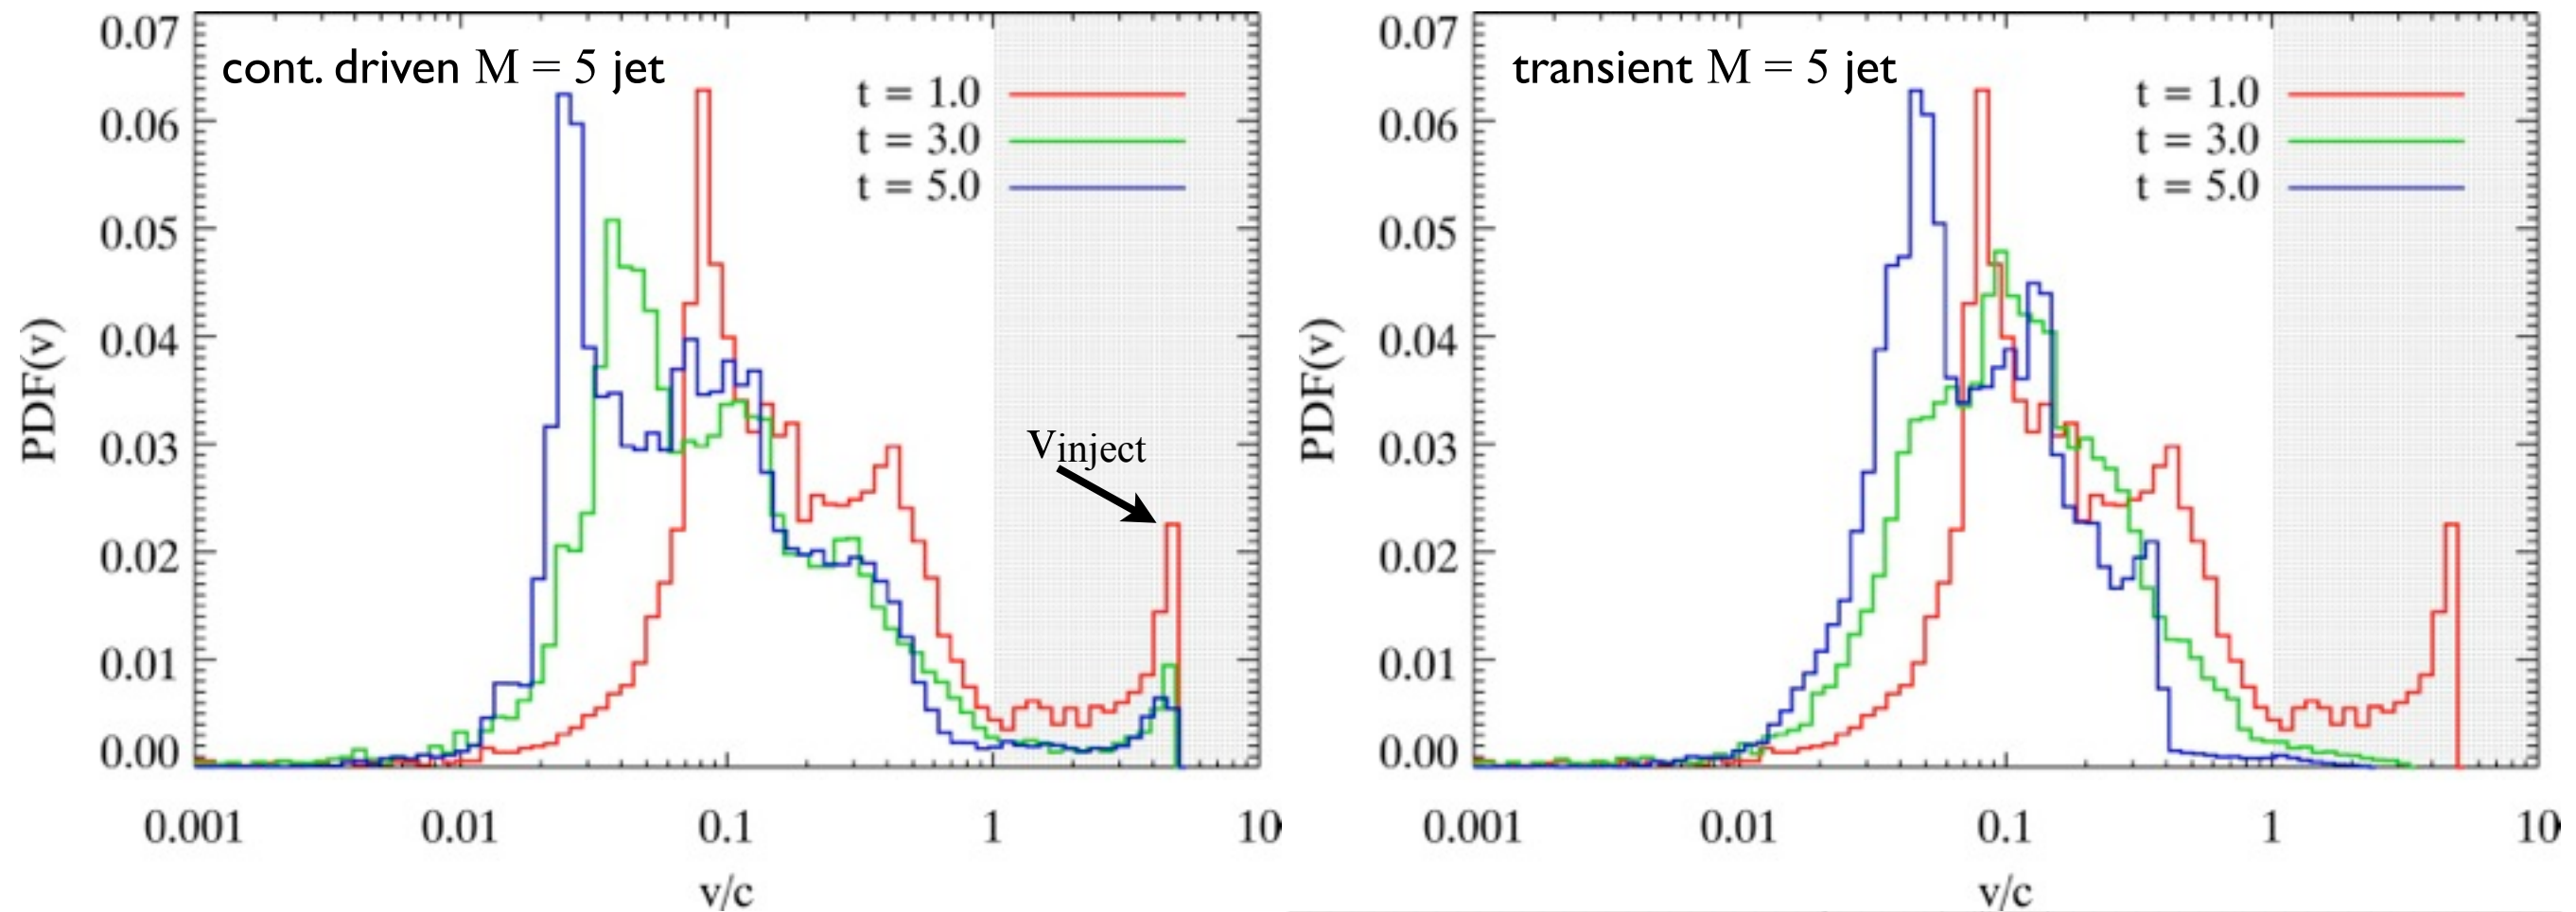 cont. driven M = 5 jet
t = 1.0
t = 3.0
t = 5.0
Vinject
PDF(v)
0.07
0.06
0.05
0.04
0.03
0.02
0.01
0.00
0.001 0.01 0.1 1 10
v/c
transient M = 5 jet
t = 1.0
t = 3.0
t = 5.0
PDF(v)
0.07
0.06
0.05
0.04
0.03
0.02
0.01
0.00
0.001 0.01 0.1 1 10
v/c